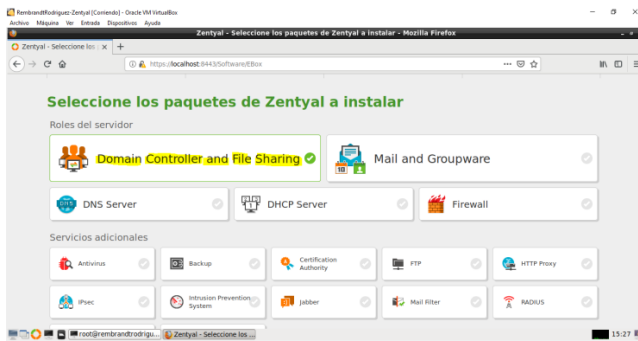 RembrandtRodriguez-Zentyal [Corriendo] - Oracle VM VirtualBox
Archivo Máquina Ver Entrada Dispositivos Ayuda
Zentyal - Seleccione los paquetes de Zentyal a instalar - Mozilla Firefox
Zentyal - Seleccione los
https://localhost:8443/Software/EBox
Seleccione los paquetes de Zentyal a instalar
Roles del servidor
Domain Controller and File Sharing
Mail and Groupware
DNS Server
DHCP Server
Firewall
Servicios adicionales
Antivirus
Backup
Certification
Authority
FTP
HTTP Proxy
IPsec
Intrusion Prevention
System
Jabber
Mail Filter
RADIUS
root@rembrandtrodrigu...
Zentyal - Seleccione los ...
15:27